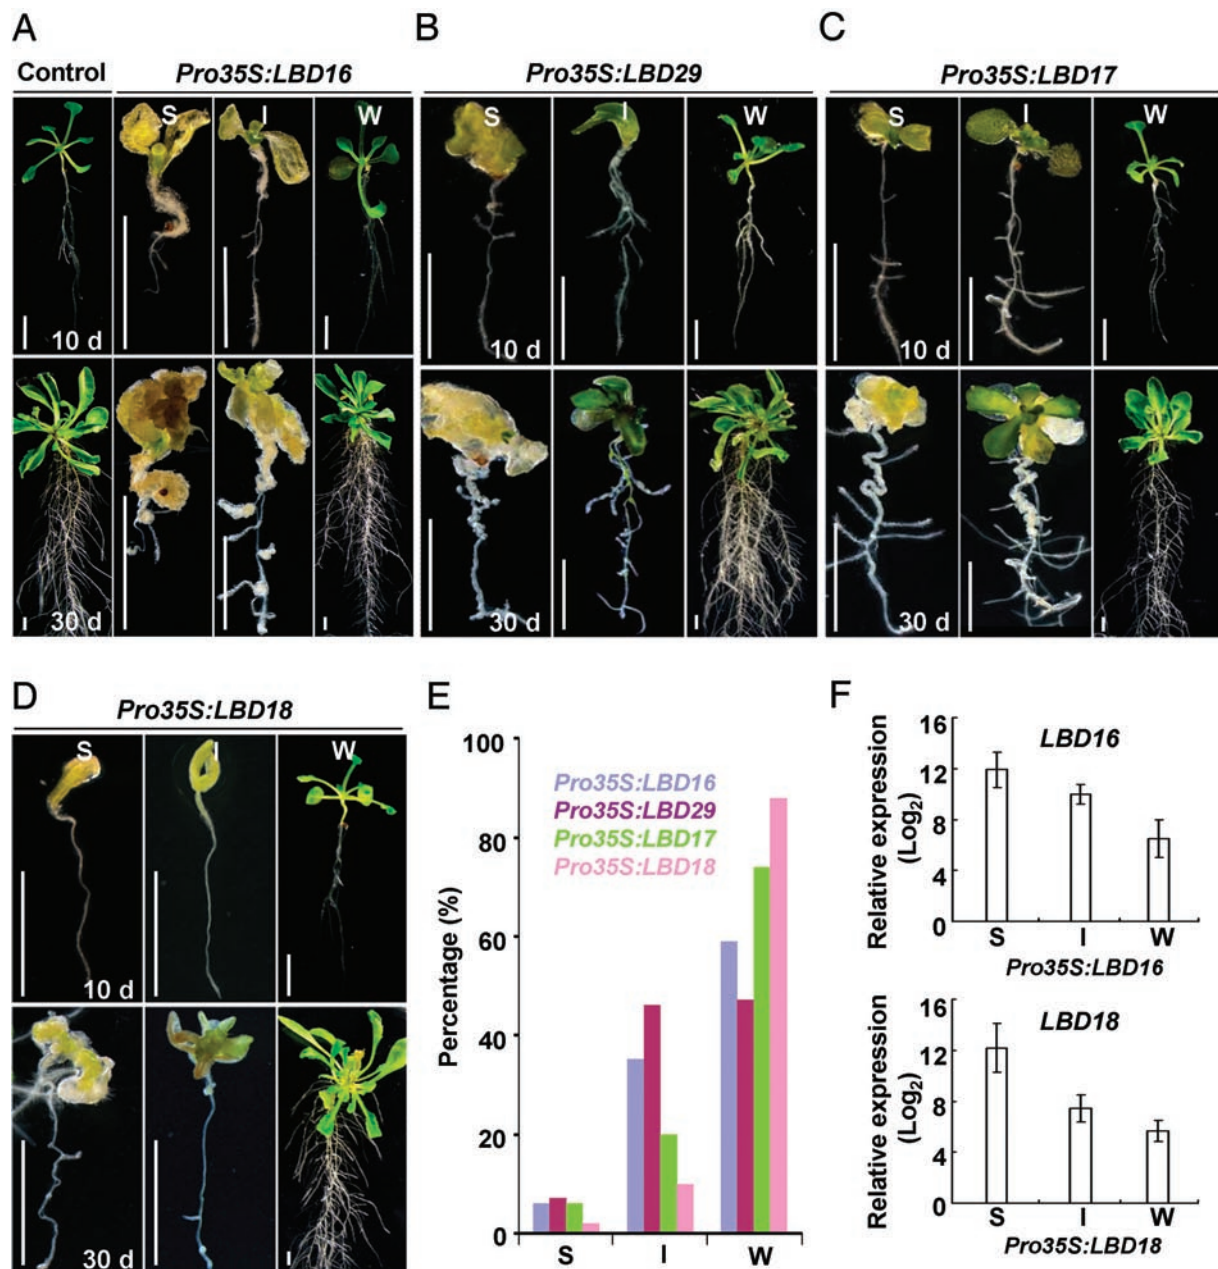 A
Control
Pro35S:LBD16
S
I
W
10 d
30 d
B
Pro35S:LBD29
S
I
W
10 d
30 d
C
Pro35S:LBD17
S
I
W
10 d
30 d
D
Pro35S:LBD18
S
I
W
10 d
30 d
E
Percentage (%)
100
80
60
40
20
0
Pro35S:LBD16
Pro35S:LBD29
Pro35S:LBD17
Pro35S:LBD18
S I W
F
Relative expression
(Log2)
16
12
8
4
0
LBD16
S I W
Pro35S:LBD16
Relative expression
(Log2)
16
12
8
4
0
LBD18
S I W
Pro35S:LBD18